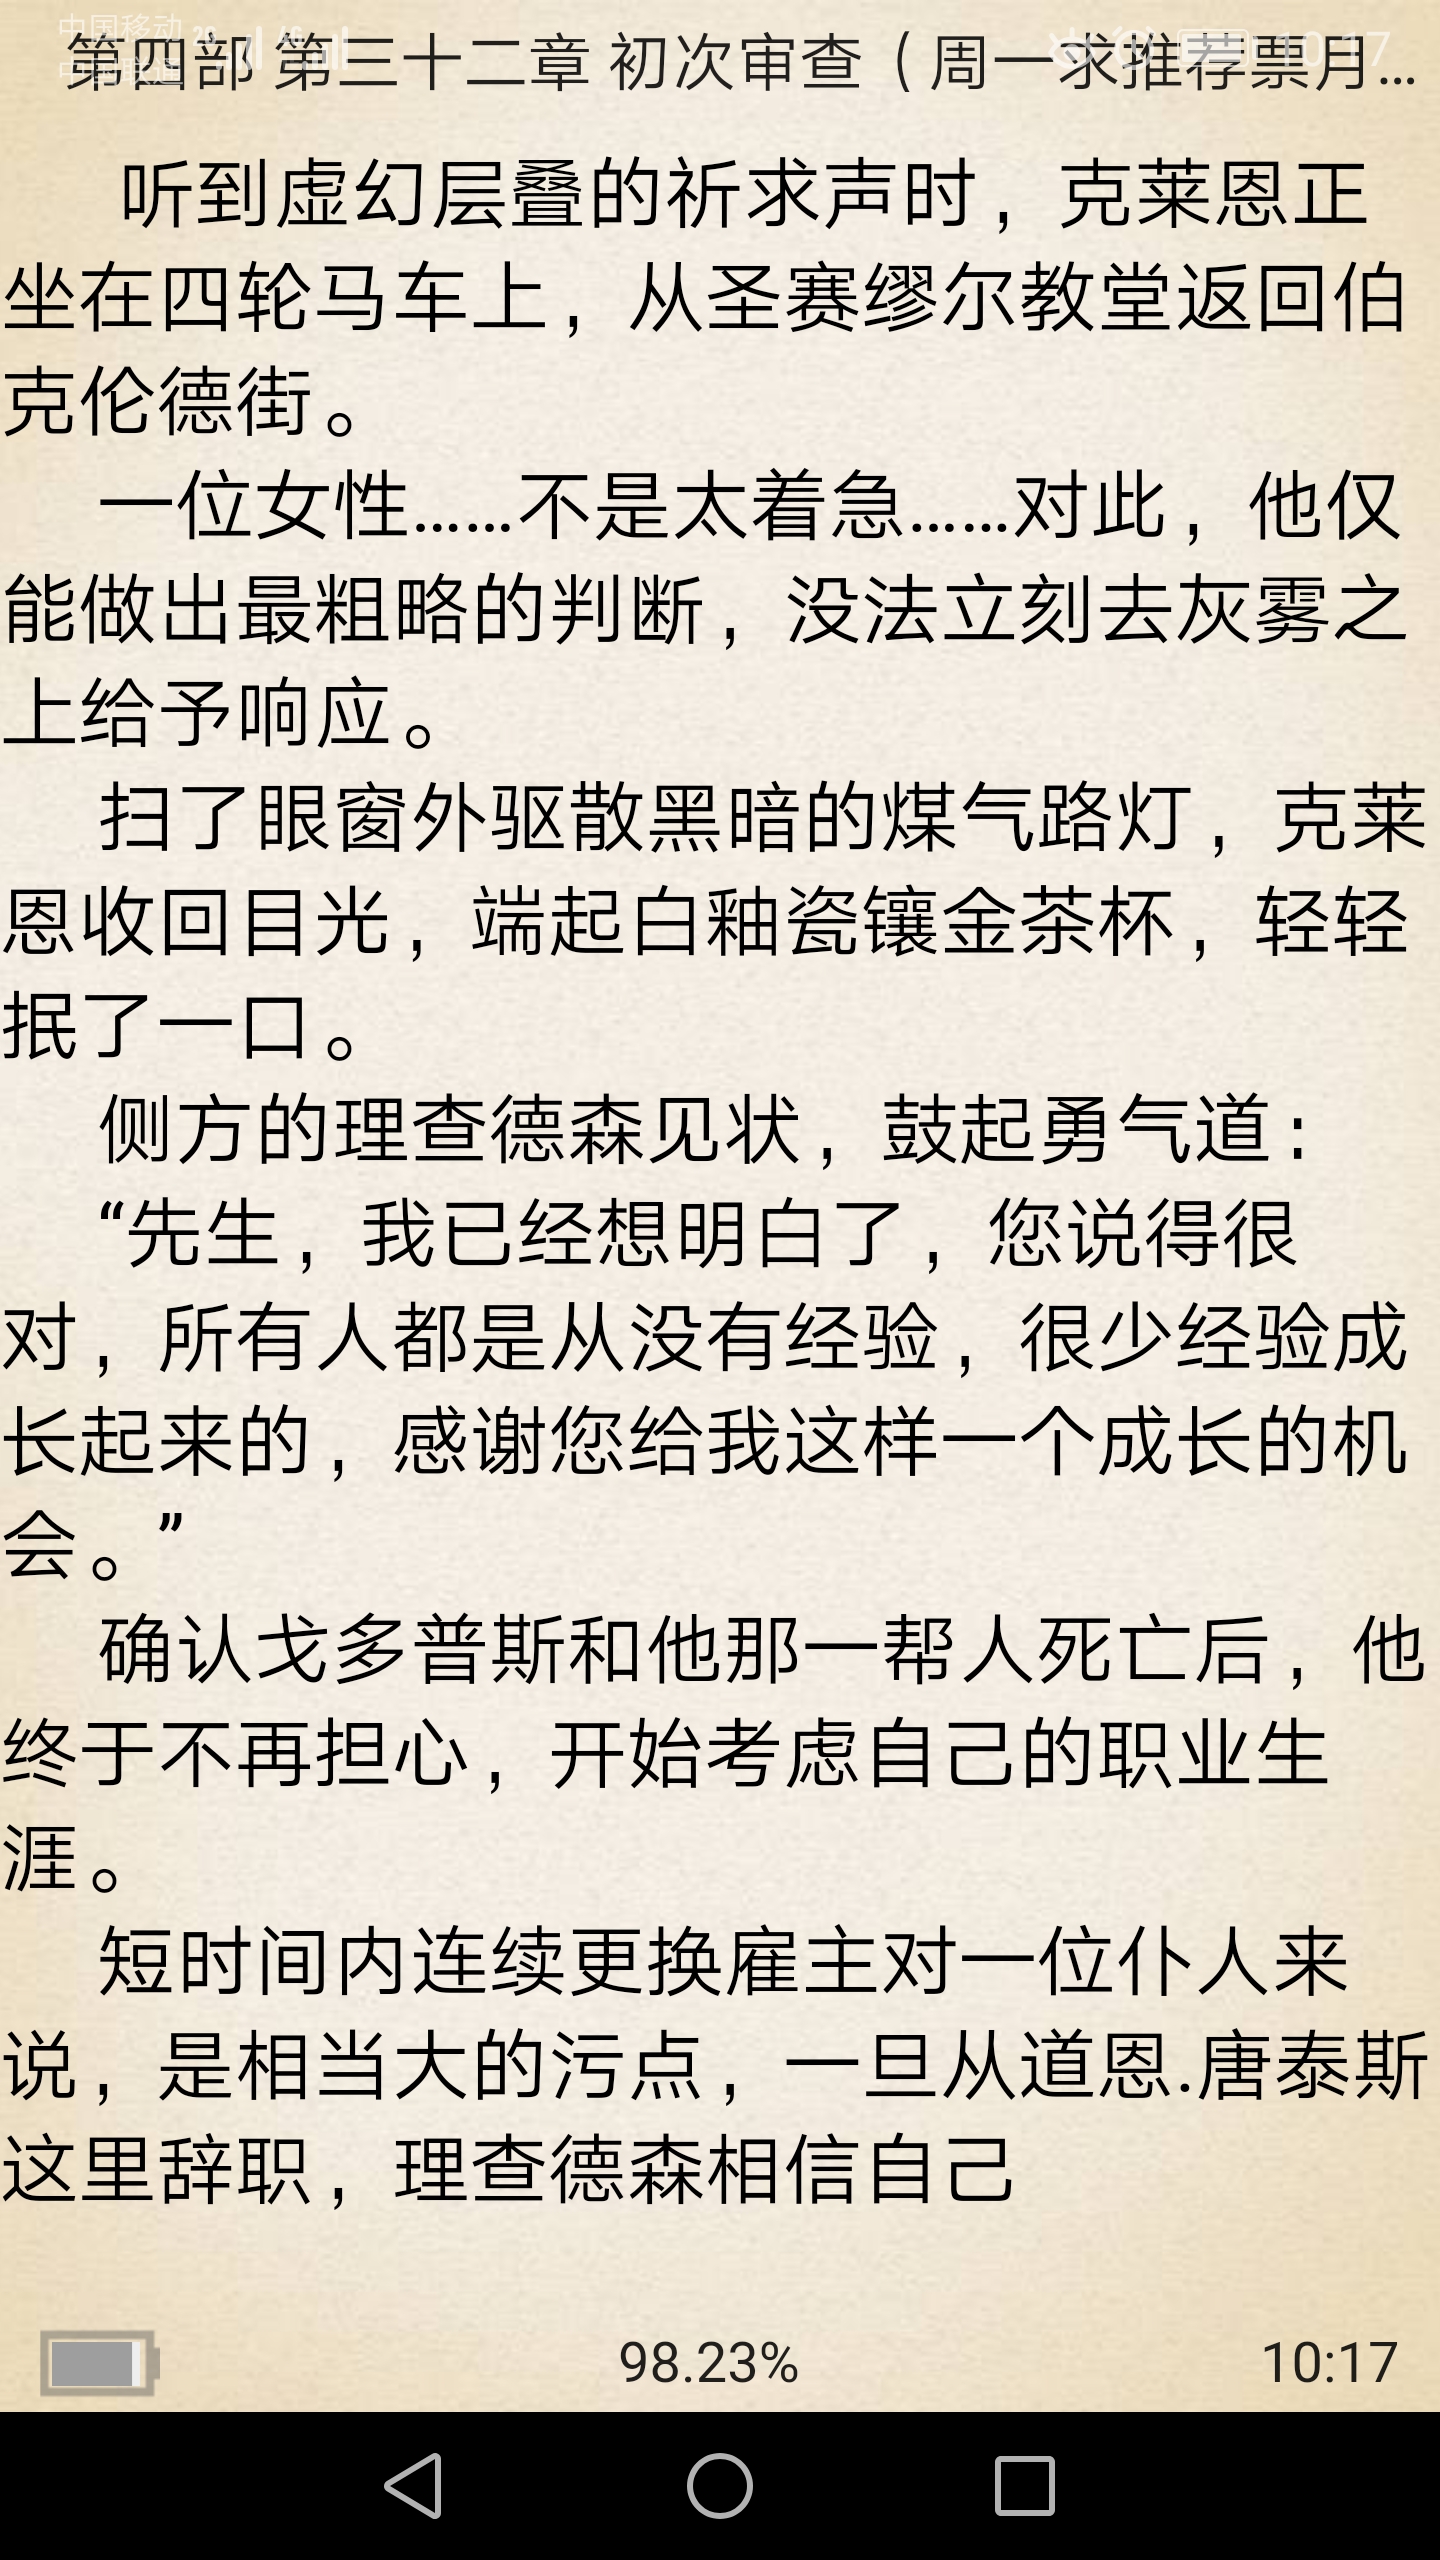 中国移动 2G 4G 10:17
中国联通
第四部 第三十二章 初次审查（周一求推荐票月...
听到虚幻层叠的祈求声时，克莱恩正
坐在四轮马车上，从圣赛缪尔教堂返回伯
克伦德街。
一位女性……不是太着急……对此，他仅
能做出最粗略的判断，没法立刻去灰雾之
上给予响应。
扫了眼窗外驱散黑暗的煤气路灯，克莱
恩收回目光，端起白釉瓷镶金茶杯，轻轻
抿了一口。
侧方的理查德森见状，鼓起勇气道：
“先生，我已经想明白了，您说得很
对，所有人都是从没有经验，很少经验成
长起来的，感谢您给我这样一个成长的机
会。”
确认戈多普斯和他那一帮人死亡后，他
终于不再担心，开始考虑自己的职业生
涯。
短时间内连续更换雇主对一位仆人来
说，是相当大的污点，一旦从道恩.唐泰斯
这里辞职，理查德森相信自己
98.23% 10:17